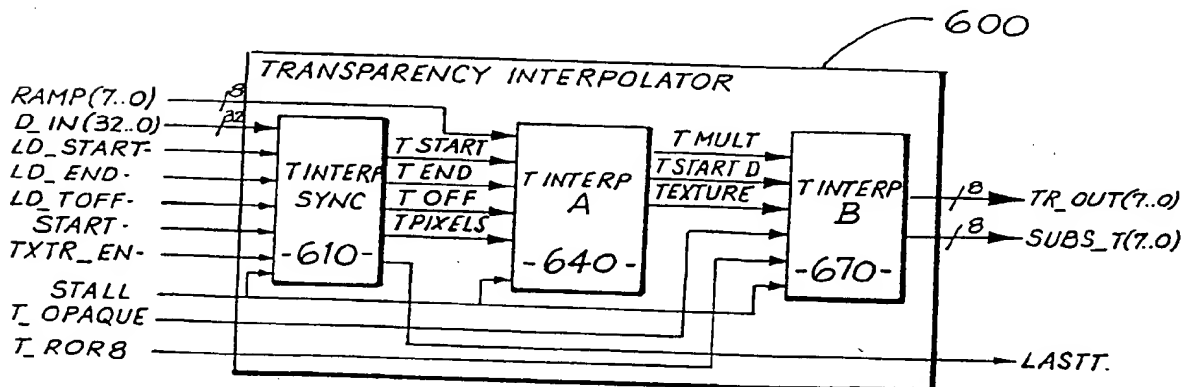 600
TRANSPARENCY INTERPOLATOR
RAMP(7..0)
8
D_IN(32..0)
32
LD_START-
LD_END-
LD_TOFF-
START-
TXTR_EN-
STALL
T_OPAQUE
T_ROR8
T INTERP
SYNC
-610-
T START
T END
T OFF
TPIXELS
T INTERP
A
-640-
T MULT
T START D
TEXTURE
T INTERP
B
-670-
8
TR_OUT(7..0)
8
SUBS_T(7.0)
LASTT.